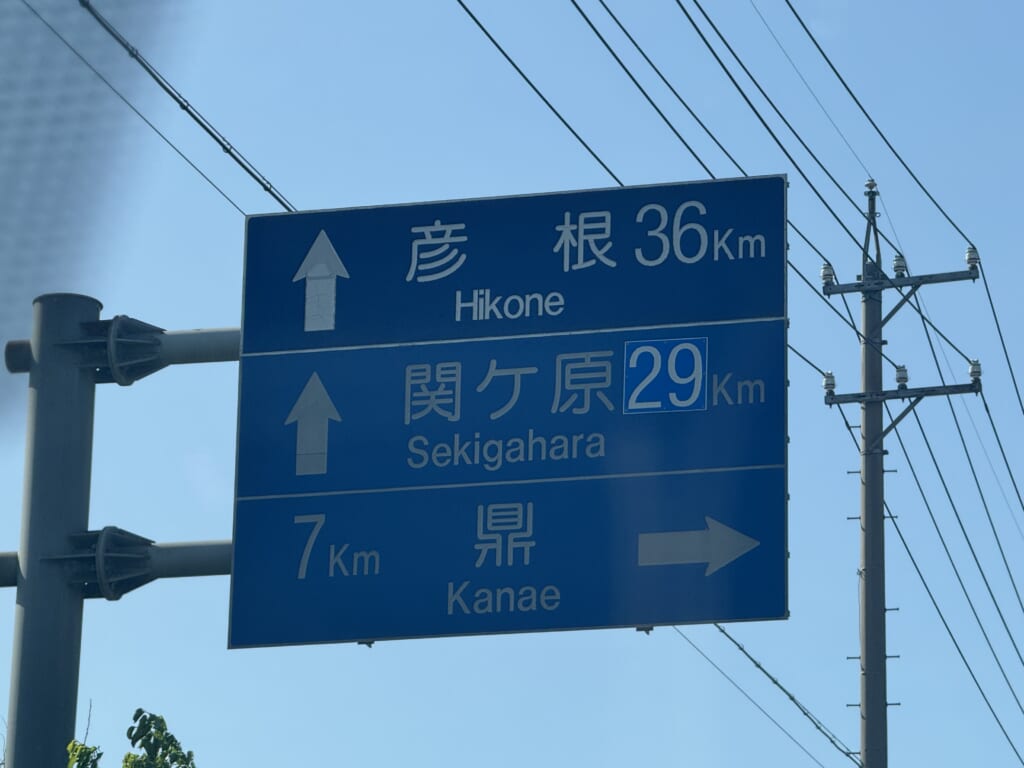 彦根 36Km
Hikone
関ケ原 29Km
Sekigahara
7Km 鼎
Kanae